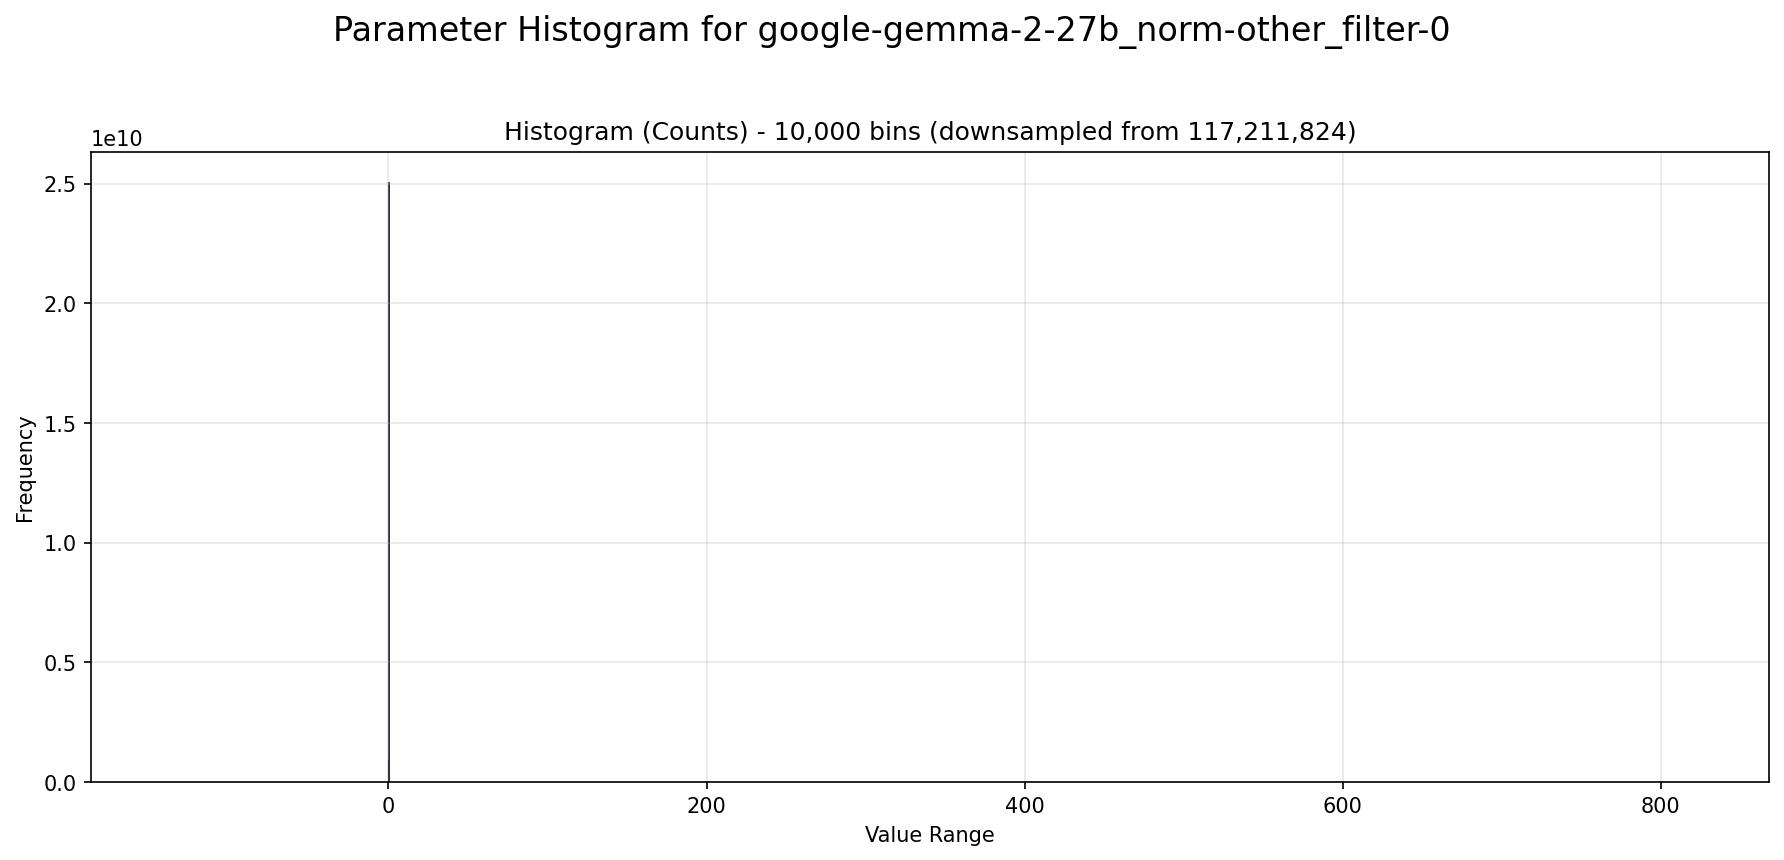 Parameter Histogram for google-gemma-2-27b_norm-other_filter-0
Histogram (Counts) - 10,000 bins (downsampled from 117,211,824)
1e10
2.5
2.0
1.5
1.0
0.5
0.0
Frequency
0 200 400 600 800
Value Range